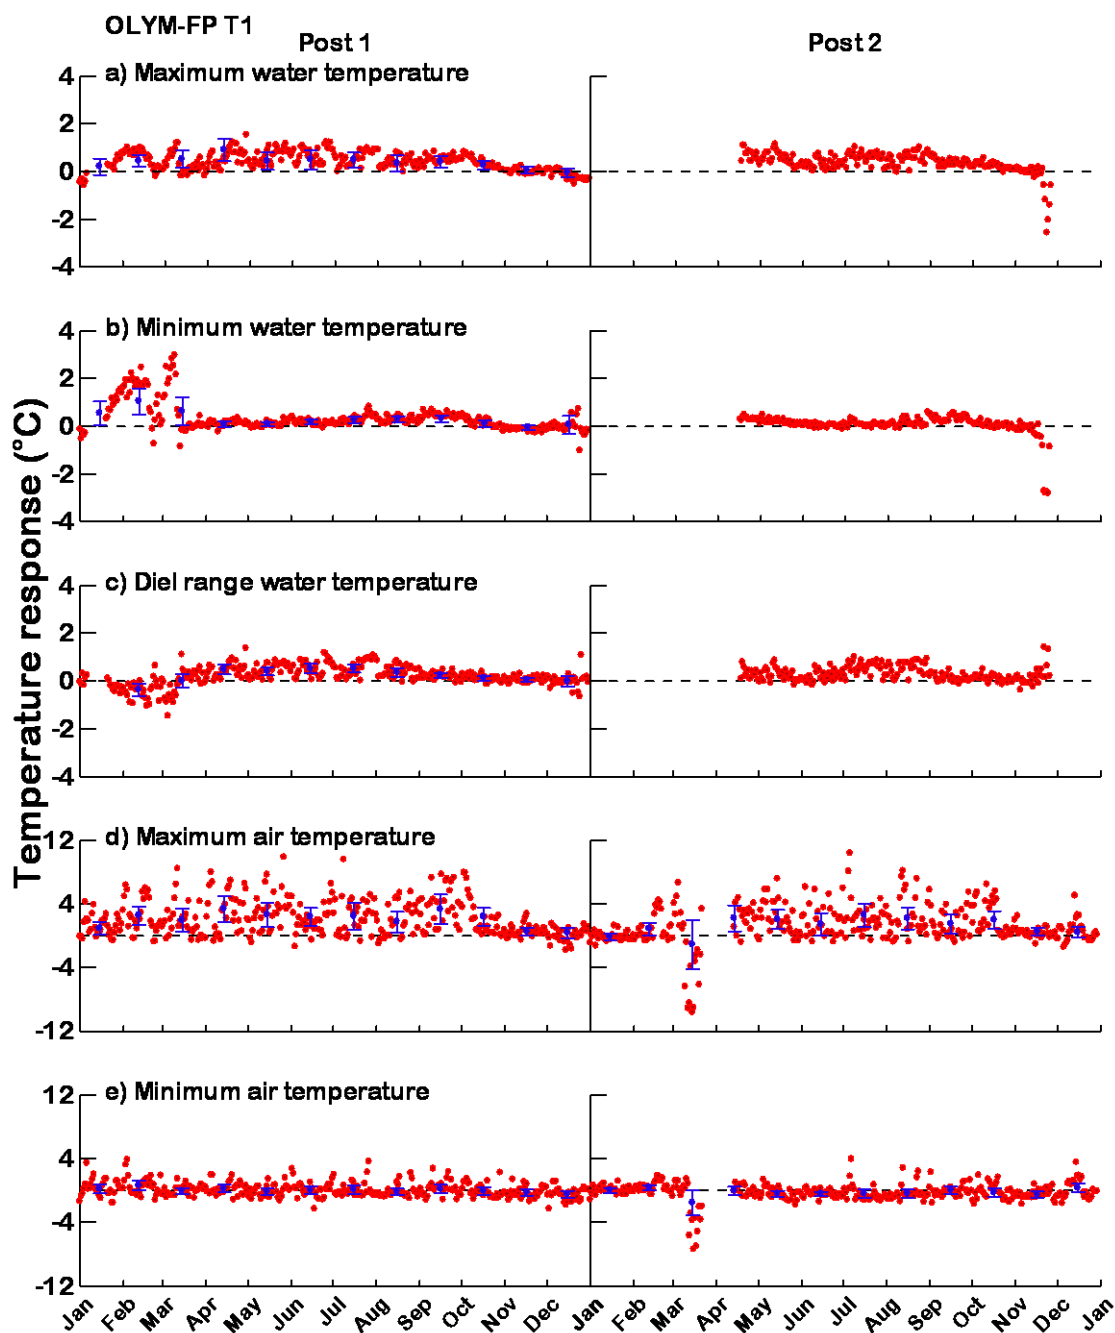 OLYM-FP T1
Post 1 Post 2
a) Maximum water temperature
4
2
0
-2
-4
b) Minimum water temperature
4
2
0
-2
-4
c) Diel range water temperature
4
2
0
-2
-4
d) Maximum air temperature
12
4
0
-4
-12
e) Minimum air temperature
12
4
0
-4
-12
Temperature response (°C)
Jan Feb Mar Apr May Jun Jul Aug Sep Oct Nov Dec Jan Feb Mar Apr May Jun Jul Aug Sep Oct Nov Dec Jan